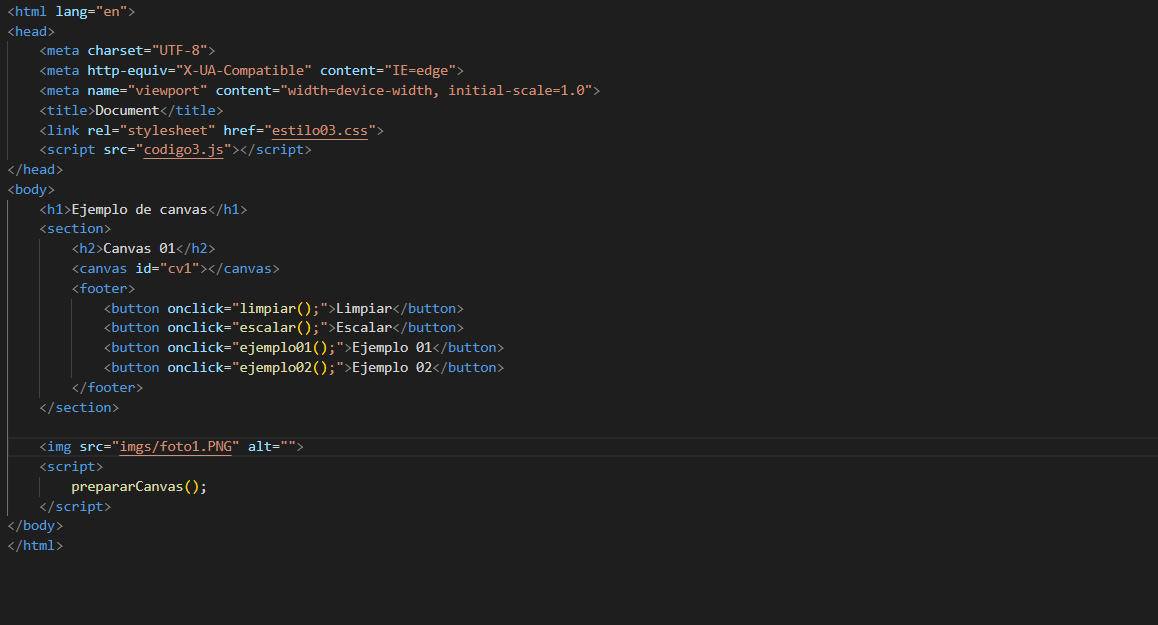 <html lang="en">
<head>
    <meta charset="UTF-8">
    <meta http-equiv="X-UA-Compatible" content="IE=edge">
    <meta name="viewport" content="width=device-width, initial-scale=1.0">
    <title>Document</title>
    <link rel="stylesheet" href="estilo03.css">
    <script src="codigo3.js"></script>
</head>
<body>
    <h1>Ejemplo de canvas</h1>
    <section>
        <h2>Canvas 01</h2>
        <canvas id="cv1"></canvas>
        <footer>
            <button onclick="limpiar();">Limpiar</button>
            <button onclick="escalar();">Escalar</button>
            <button onclick="ejemplo01();">Ejemplo 01</button>
            <button onclick="ejemplo02();">Ejemplo 02</button>
        </footer>
    </section>

    <img src="imgs/foto1.PNG" alt="">
    <script>
        prepararCanvas();
    </script>
</body>
</html>